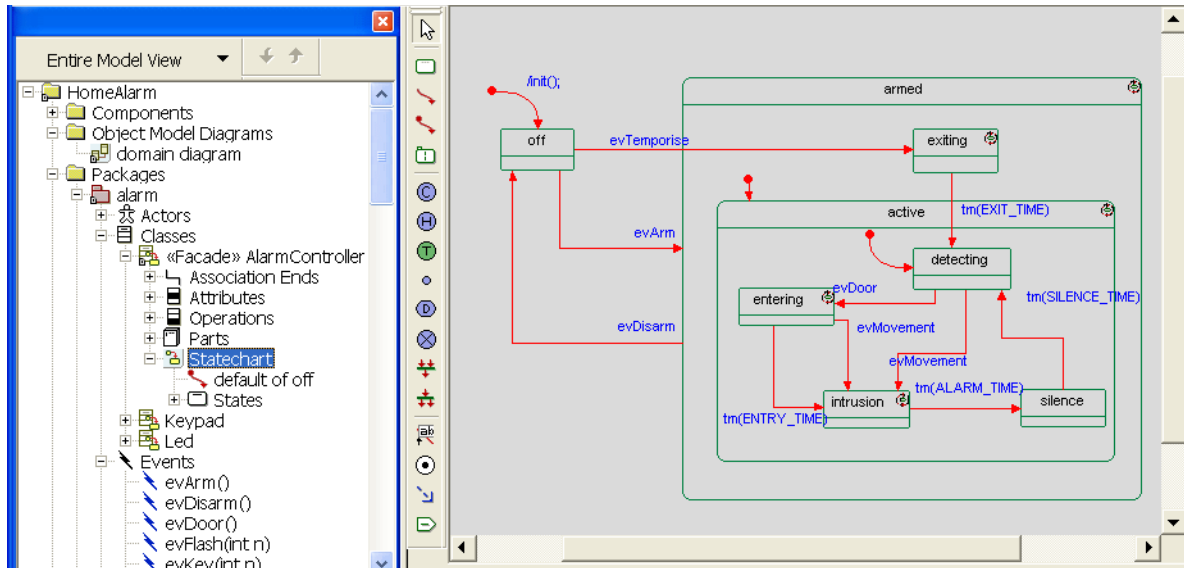 Entire Model View
HomeAlarm
Components
Object Model Diagrams
domain diagram
Packages
alarm
Actors
Classes
«Facade» AlarmController
Association Ends
Attributes
Operations
Parts
Statechart
default of off
States
Keypad
Led
Events
evArm()
evDisarm()
evDoor()
evFlash(int n)
evKey(int n)
C
H
T
D
ab
/init();
armed
off
evTemporise
exiting
active
tm(EXIT_TIME)
evArm
detecting
entering
evDoor
tm(SILENCE_TIME)
evDisarm
evMovement
evMovement
intrusion
tm(ALARM_TIME)
silence
tm(ENTRY_TIME)